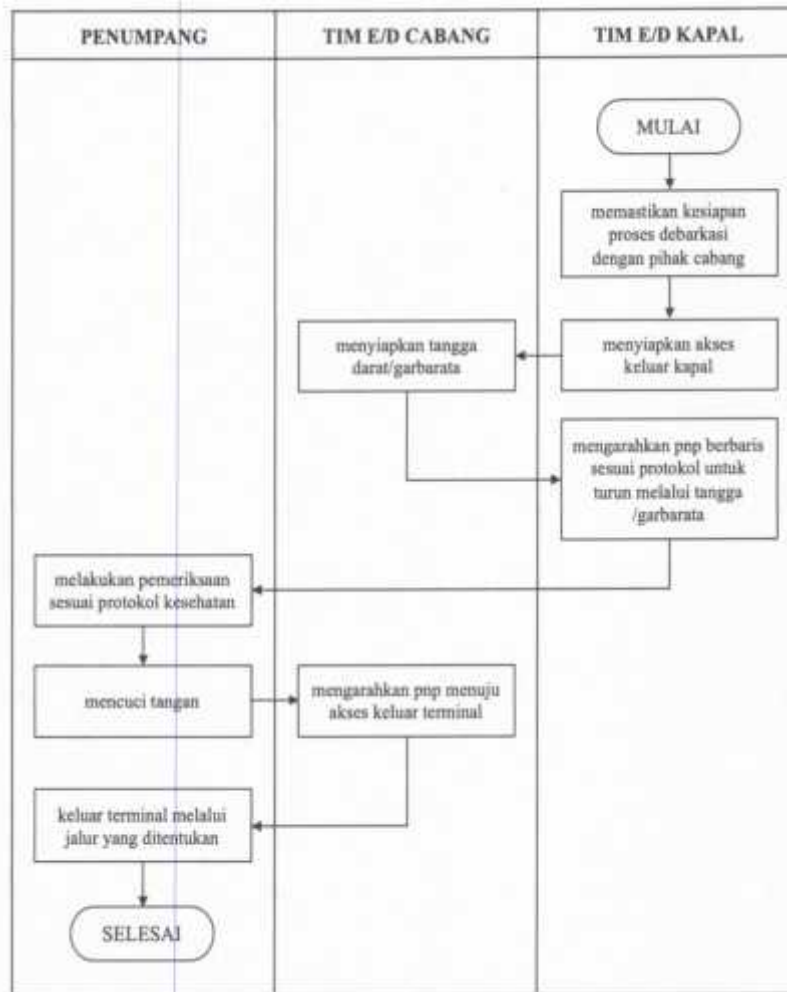 PENUMPANG
TIM E/D CABANG
TIM E/D KAPAL
MULAI
memastikan kesiapan
proses debarkasi
dengan pihak cabang
menyiapkan akses
keluar kapal
menyiapkan tangga
darat/garbarata
mengarahkan pnp berbaris
sesuai protokol untuk
turun melalui tangga
/garbarata
melakukan pemeriksaan
sesuai protokol kesehatan
mencuci tangan
mengarahkan pnp menuju
akses keluar terminal
keluar terminal melalui
jalur yang ditentukan
SELESAI